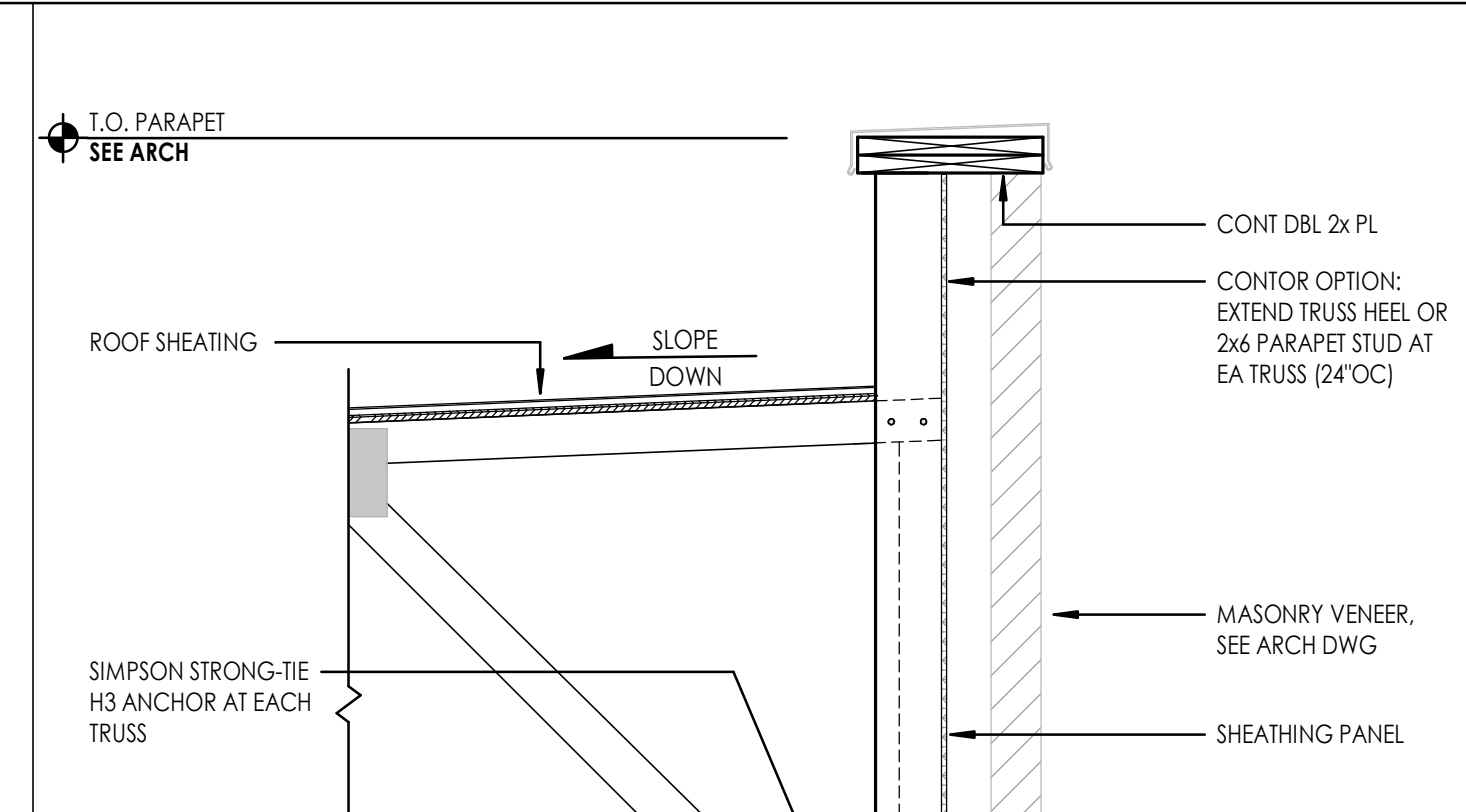 T.O. PARAPET
SEE ARCH
CONT DBL 2x PL
CONTOR OPTION:
EXTEND TRUSS HEEL OR
2x6 PARAPET STUD AT
EA TRUSS (24"OC)
ROOF SHEATING
SLOPE
DOWN
MASONRY VENEER,
SEE ARCH DWG
SIMPSON STRONG-TIE
H3 ANCHOR AT EACH
TRUSS
SHEATHING PANEL